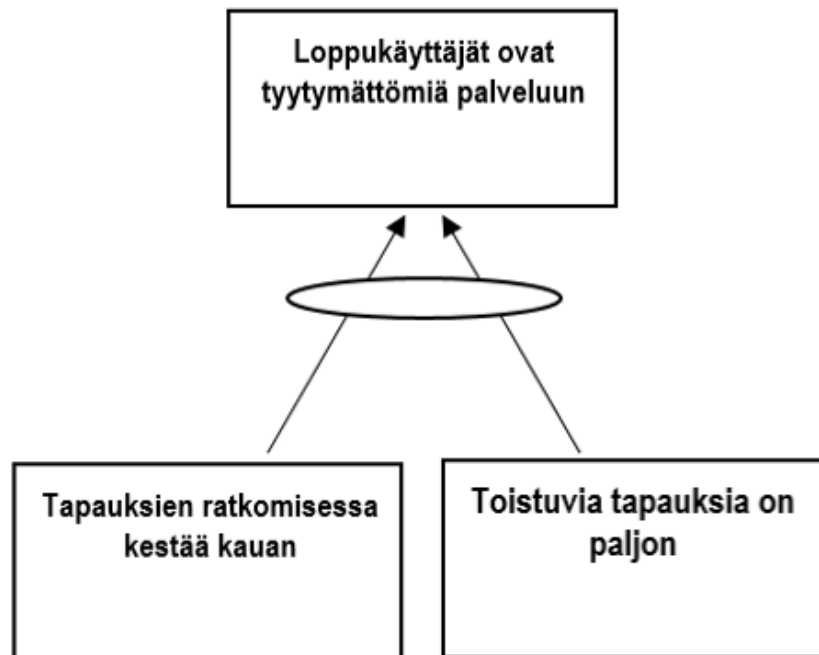 Loppukäyttäjät ovat
tyytymättömiä palveluun
Tapauksien ratkomisessa
kestää kauan
Toistuvia tapauksia on
paljon